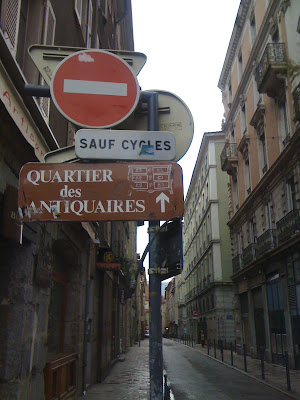 SAUF CYCLES
QUARTIER
des
ANTIQUAIRES